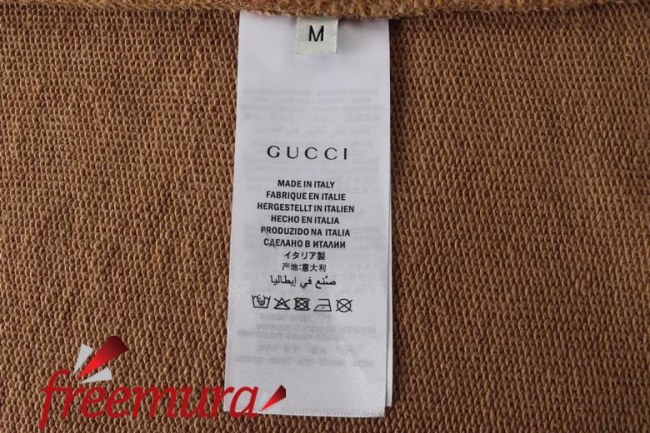 M
GUCCI
MADE IN ITALY
FABRIQUE EN ITALIE
HERGESTELLT IN ITALIEN
HECHO EN ITALIA
PRODUZIDO NA ITALIA
СДЕЛАНО В ИТАЛИИ
イタリア製
产地:意大利
صنع في إيطاليا
freemura